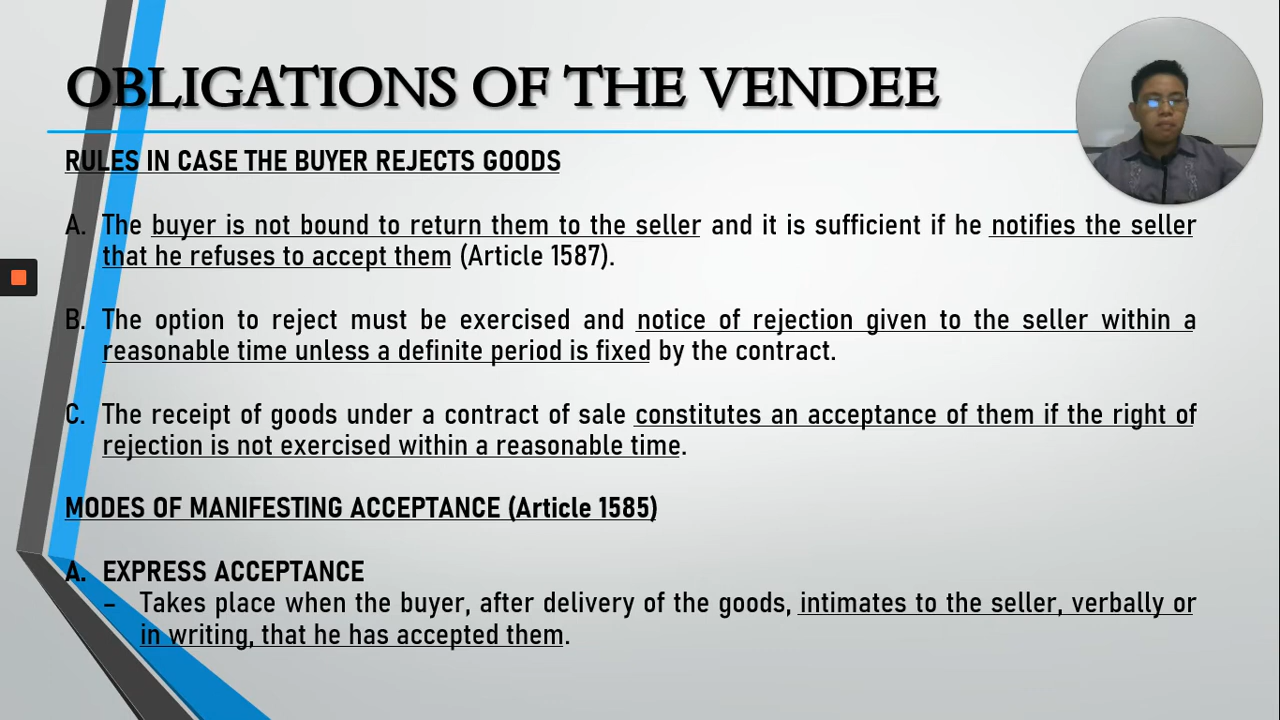 OBLIGATIONS OF THE VENDEE
RULES IN CASE THE BUYER REJECTS GOODS
A. The buyer is not bound to return them to the seller and it is sufficient if he notifies the seller
that he refuses to accept them (Article 1587).
B. The option to reject must be exercised and notice of rejection given to the seller within a
reasonable time unless a definite period is fixed by the contract.
C. The receipt of goods under a contract of sale constitutes an acceptance of them if the right of
rejection is not exercised within a reasonable time.
MODES OF MANIFESTING ACCEPTANCE (Article 1585)
A. EXPRESS ACCEPTANCE
– Takes place when the buyer, after delivery of the goods, intimates to the seller, verbally or
in writing, that he has accepted them.